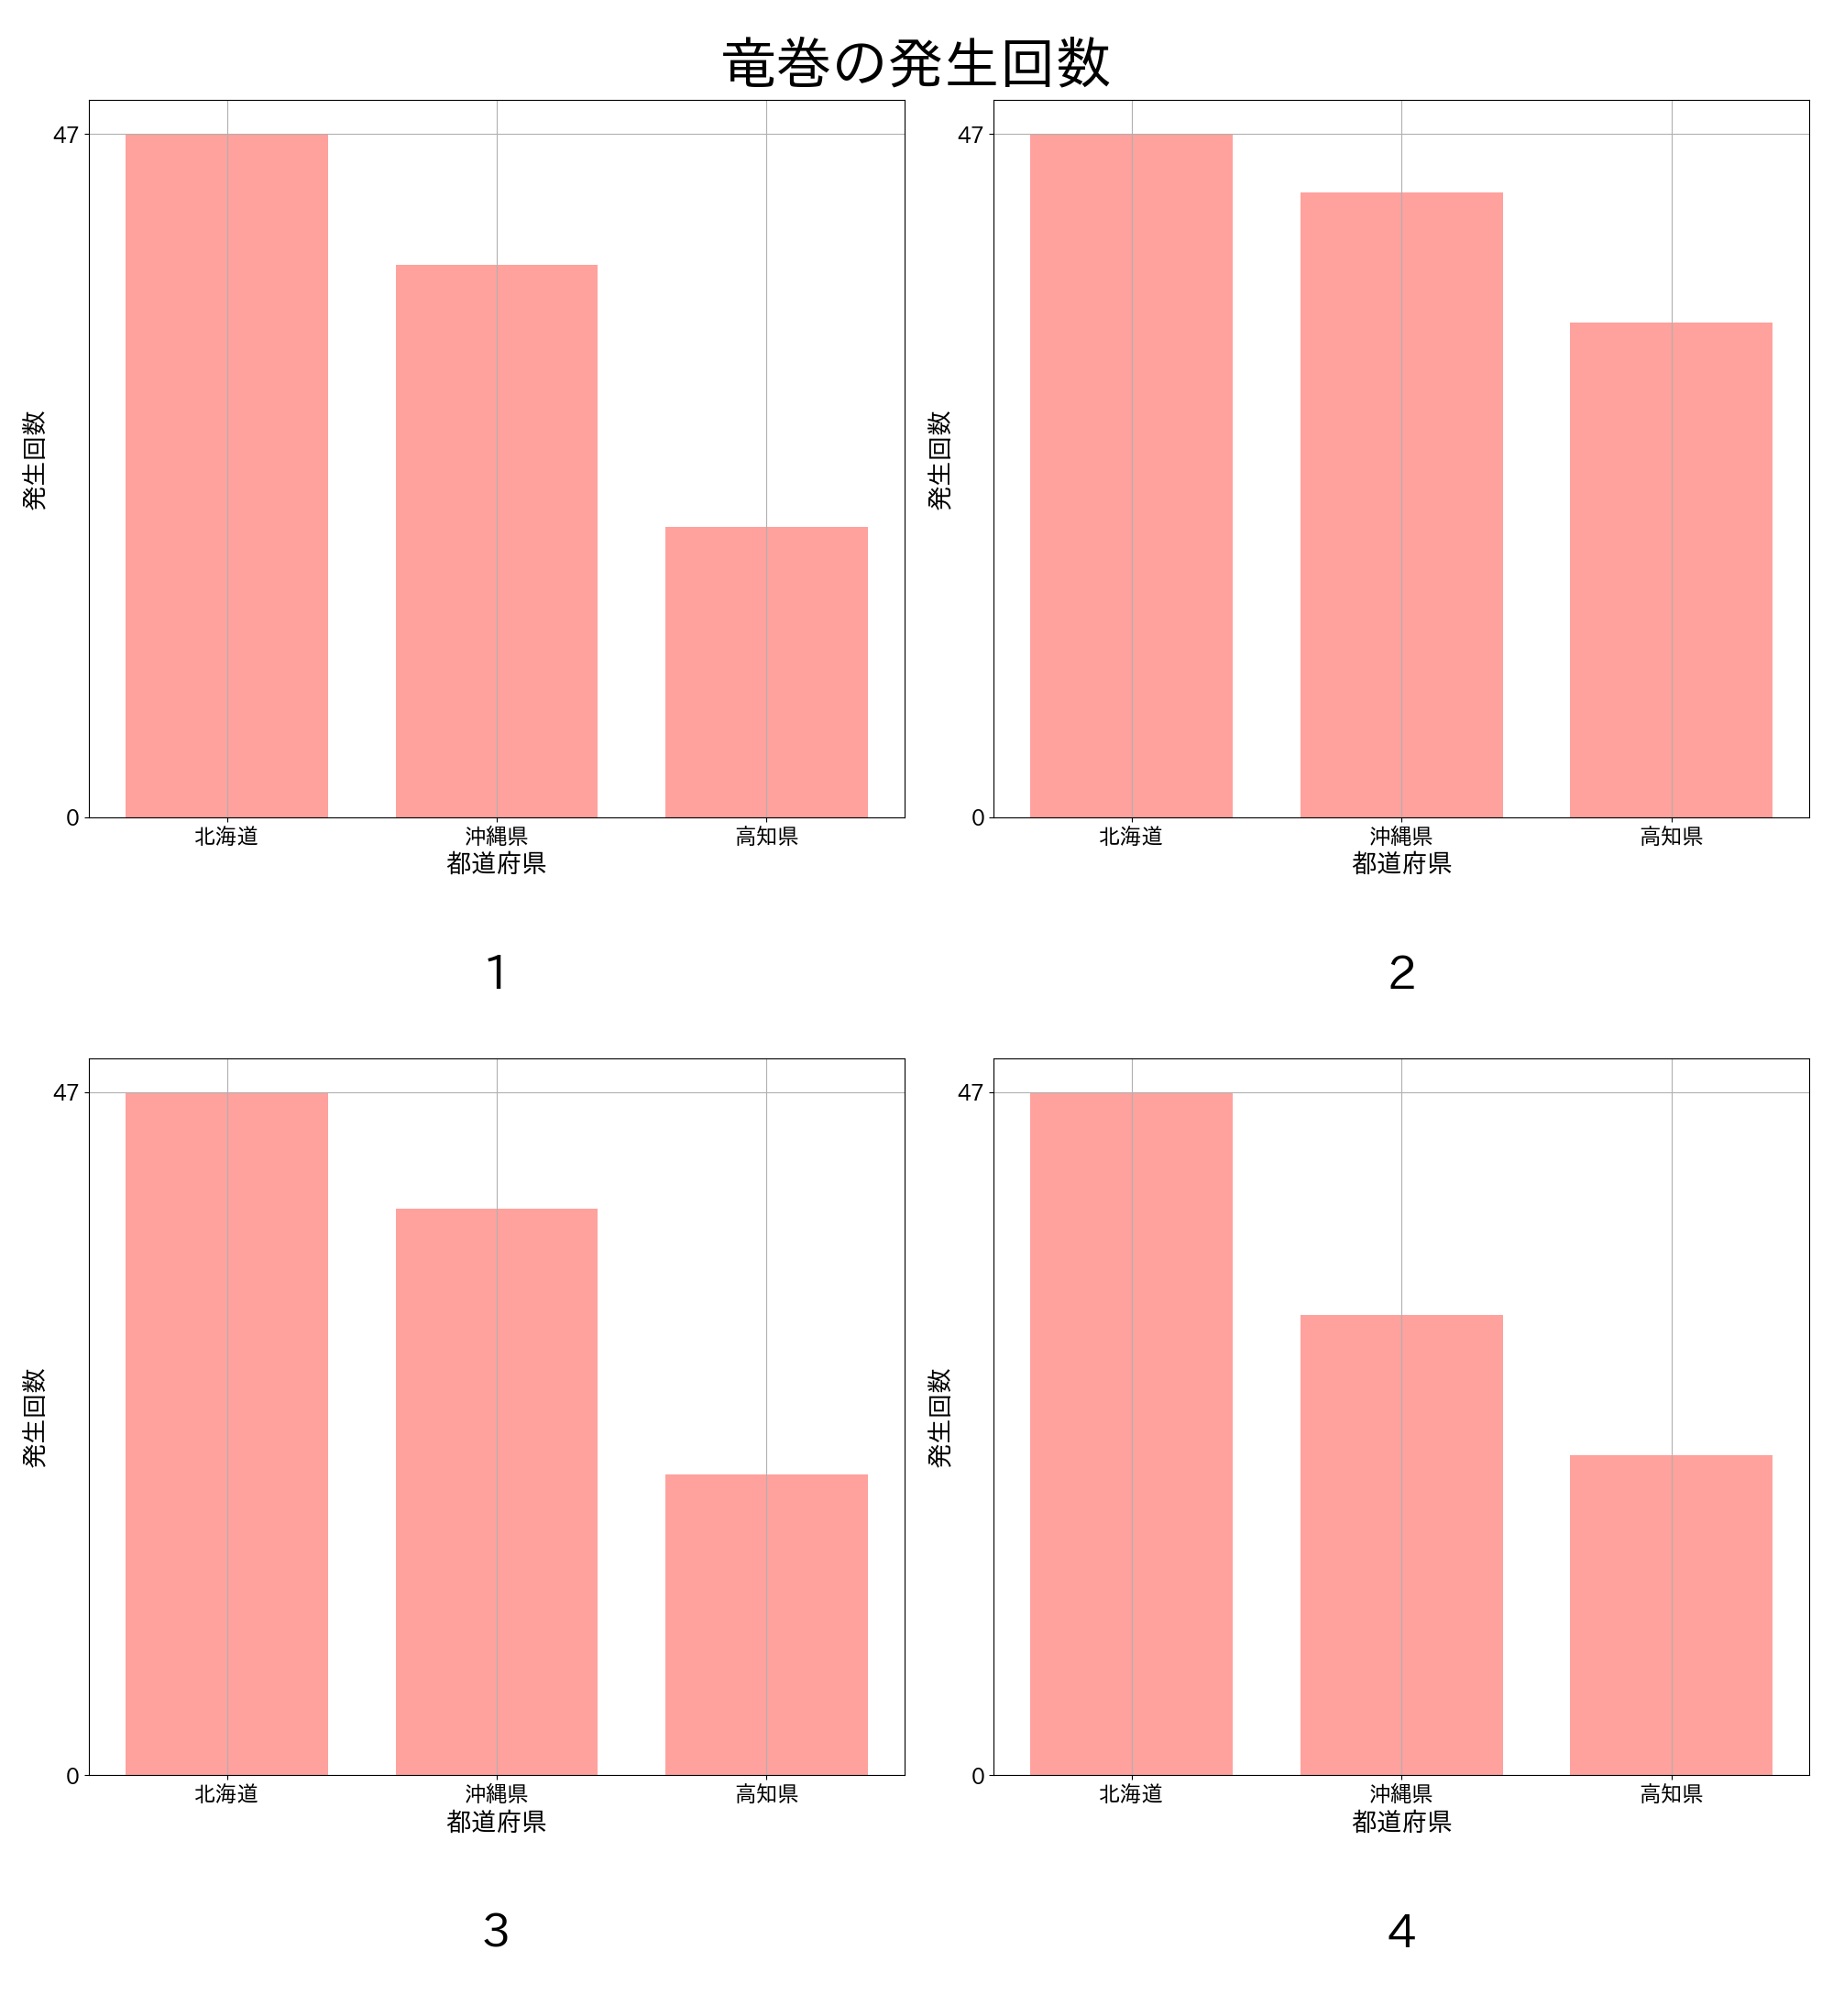 竜巻の発生回数
47
0
発生回数
北海道 沖縄県 高知県
都道府県
1
47
0
発生回数
北海道 沖縄県 高知県
都道府県
2
47
0
発生回数
北海道 沖縄県 高知県
都道府県
3
47
0
発生回数
北海道 沖縄県 高知県
都道府県
4